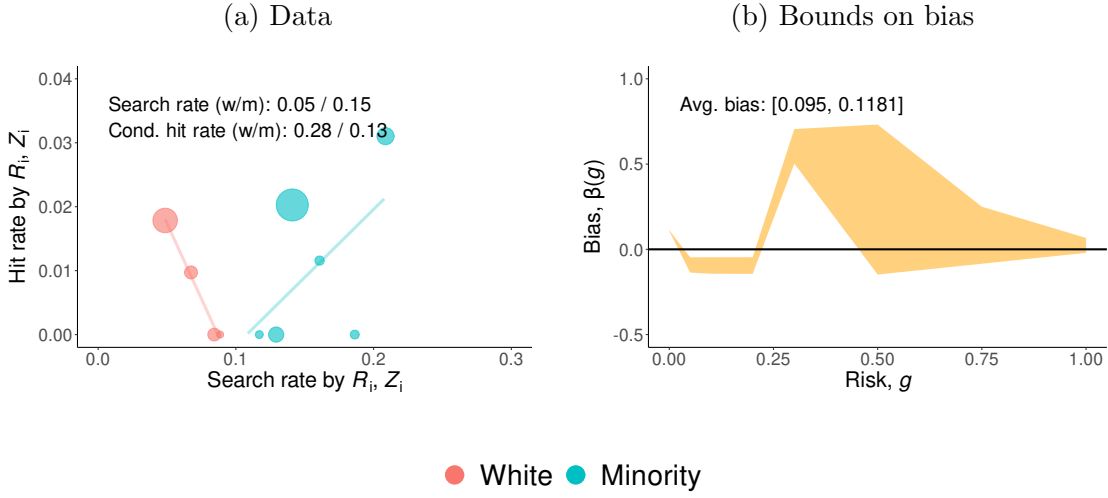 (a) Data
Search rate (w/m): 0.05 / 0.15
Cond. hit rate (w/m): 0.28 / 0.13
Hit rate by Ri, Zi
0.04
0.03
0.02
0.01
0.00
0.0 0.1 0.2 0.3
Search rate by Ri, Zi
(b) Bounds on bias
Avg. bias: [0.095, 0.1181]
Bias, β(g)
1.0
0.5
0.0
-0.5
0.00 0.25 0.50 0.75 1.00
Risk, g
White Minority